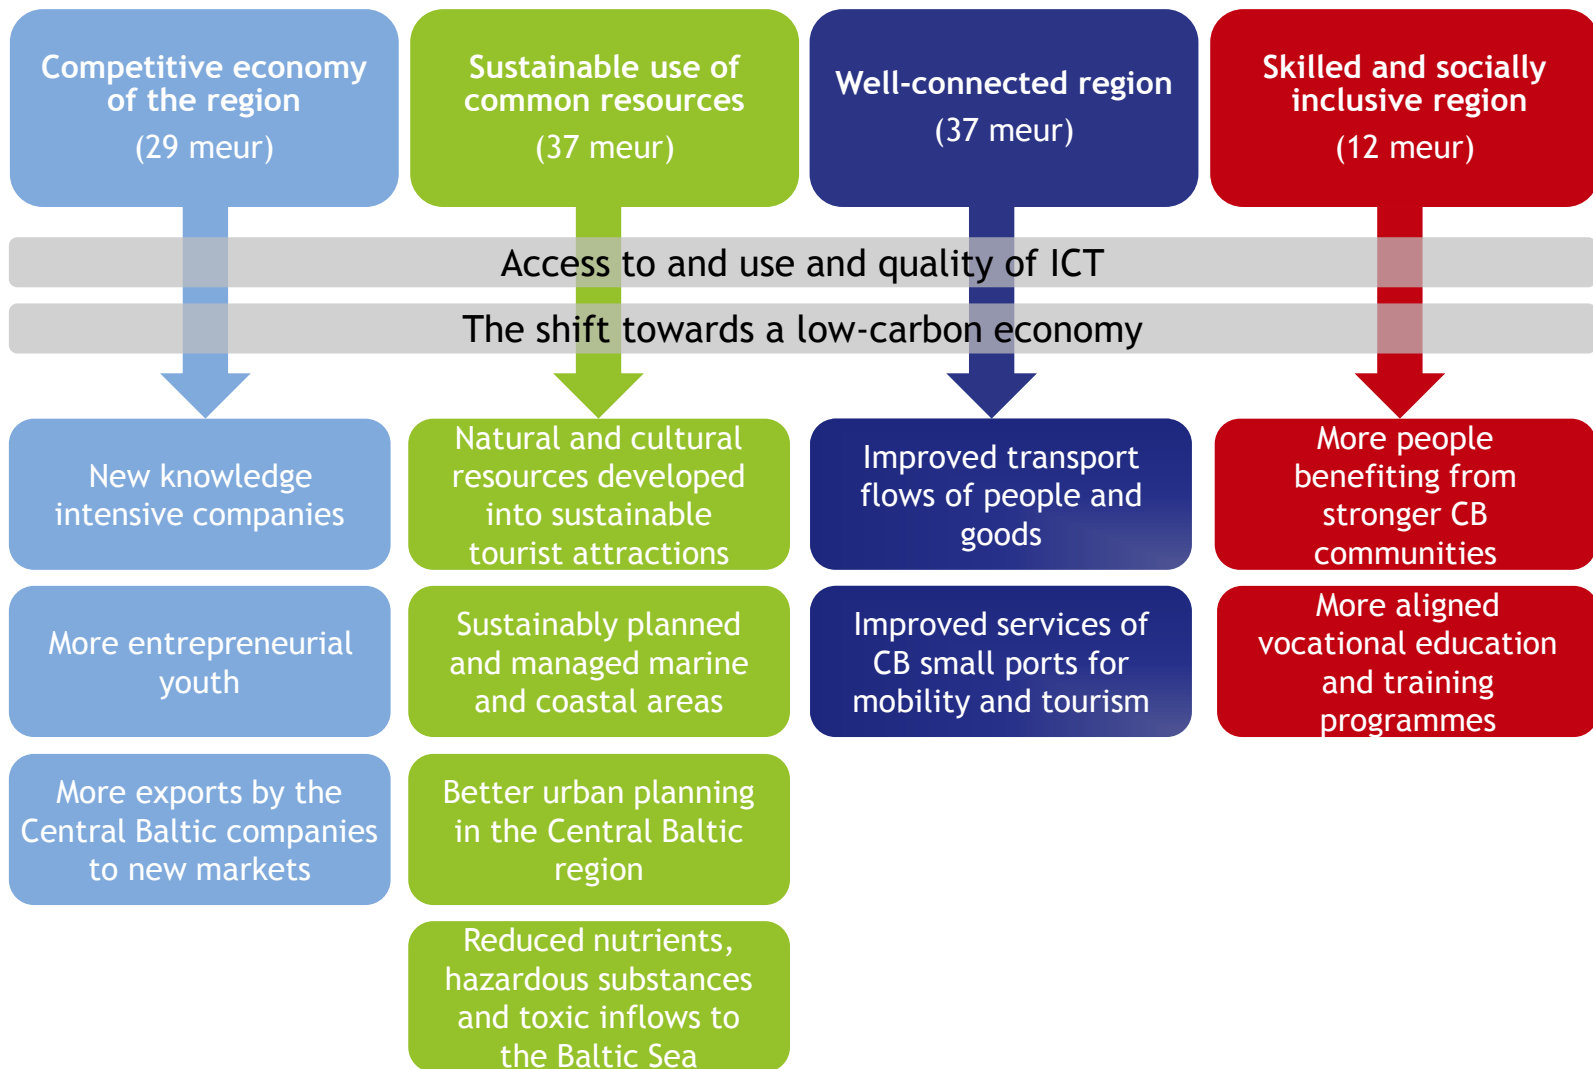 Competitive economy
of the region
(29 meur)
Sustainable use of
common resources
(37 meur)
Well-connected region
(37 meur)
Skilled and socially
inclusive region
(12 meur)
Access to and use and quality of ICT
The shift towards a low-carbon economy
New knowledge
intensive companies
More entrepreneurial
youth
More exports by the
Central Baltic companies
to new markets
Natural and cultural
resources developed
into sustainable
tourist attractions
Sustainably planned
and managed marine
and coastal areas
Better urban planning
in the Central Baltic
region
Reduced nutrients,
hazardous substances
and toxic inflows to
the Baltic Sea
Improved transport
flows of people and
goods
Improved services of
CB small ports for
mobility and tourism
More people
benefiting from
stronger CB
communities
More aligned
vocational education
and training
programmes